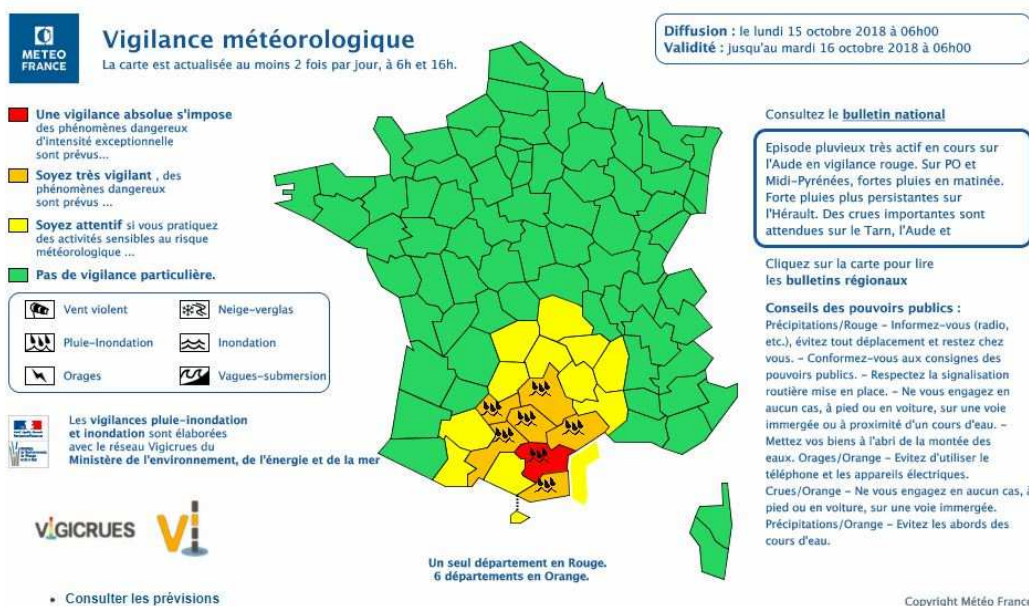 METEO
FRANCE
Vigilance météorologique
La carte est actualisée au moins 2 fois par jour, à 6h et 16h.
Diffusion : le lundi 15 octobre 2018 à 06h00
Validité : jusqu'au mardi 16 octobre 2018 à 06h00
Une vigilance absolue s'impose
des phénomènes dangereux
d'intensité exceptionnelle
sont prévus...
Soyez très vigilant , des
phénomènes dangereux
sont prévus ...
Soyez attentif si vous pratiquez
des activités sensibles au risque
météorologique ...
Pas de vigilance particulière.
Vent violent
Neige-verglas
Pluie-Inondation
Inondation
Orages
Vagues-submersion
Les vigilances pluie-inondation
et inondation sont élaborées
avec le réseau Vigicrues du
Ministère de l'environnement, de l'énergie et de la mer
VIGICRUES
Vi
• Consulter les prévisions
Un seul département en Rouge.
6 départements en Orange.
Consultez le bulletin national
Episode pluvieux très actif en cours sur
l'Aude en vigilance rouge. Sur PO et
Midi-Pyrénées, fortes pluies en matinée.
Forte pluies plus persistantes sur
l'Hérault. Des crues importantes sont
attendues sur le Tarn, l'Aude et
Cliquez sur la carte pour lire
les bulletins régionaux
Conseils des pouvoirs publics :
Précipitations/Rouge – Informez-vous (radio,
etc.), évitez tout déplacement et restez chez
vous. – Conformez-vous aux consignes des
pouvoirs publics. – Respectez la signalisation
routière mise en place. – Ne vous engagez en
aucun cas, à pied ou en voiture, sur une voie
immergée ou à proximité d'un cours d'eau. –
Mettez vos biens à l'abri de la montée des
eaux. Orages/Orange – Evitez d'utiliser le
téléphone et les appareils électriques.
Crues/Orange – Ne vous engagez en aucun cas, à
pied ou en voiture, sur une voie immergée.
Précipitations/Orange – Evitez les abords des
cours d'eau.
Copyright Météo France